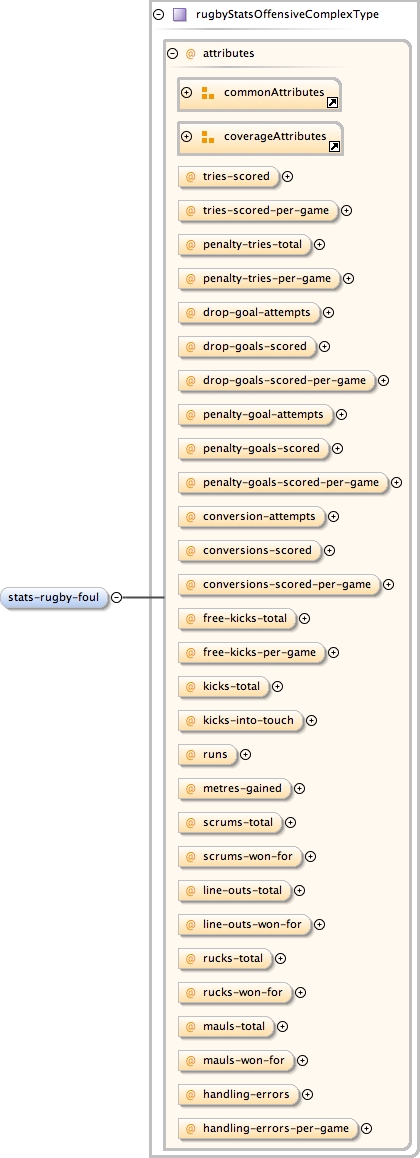 rugbyStatsOffensiveComplexType
@ attributes
commonAttributes
coverageAttributes
@ tries-scored
@ tries-scored-per-game
@ penalty-tries-total
@ penalty-tries-per-game
@ drop-goal-attempts
@ drop-goals-scored
@ drop-goals-scored-per-game
@ penalty-goal-attempts
@ penalty-goals-scored
@ penalty-goals-scored-per-game
@ conversion-attempts
@ conversions-scored
@ conversions-scored-per-game
stats-rugby-foul
@ free-kicks-total
@ free-kicks-per-game
@ kicks-total
@ kicks-into-touch
@ runs
@ metres-gained
@ scrums-total
@ scrums-won-for
@ line-outs-total
@ line-outs-won-for
@ rucks-total
@ rucks-won-for
@ mauls-total
@ mauls-won-for
@ handling-errors
@ handling-errors-per-game